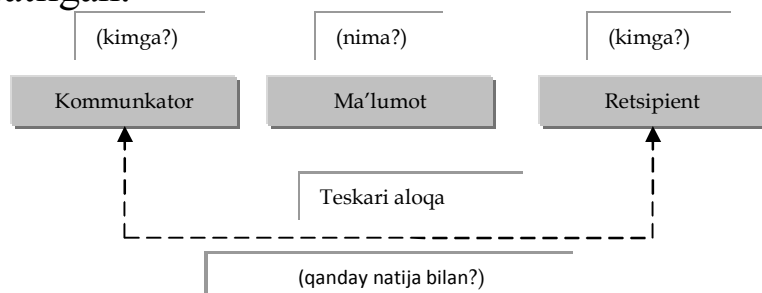 (kimga?) (nima?) (kimga?)
Kommunkator Ma’lumot Retsipient
Teskari aloqa
(qanday natija bilan?)